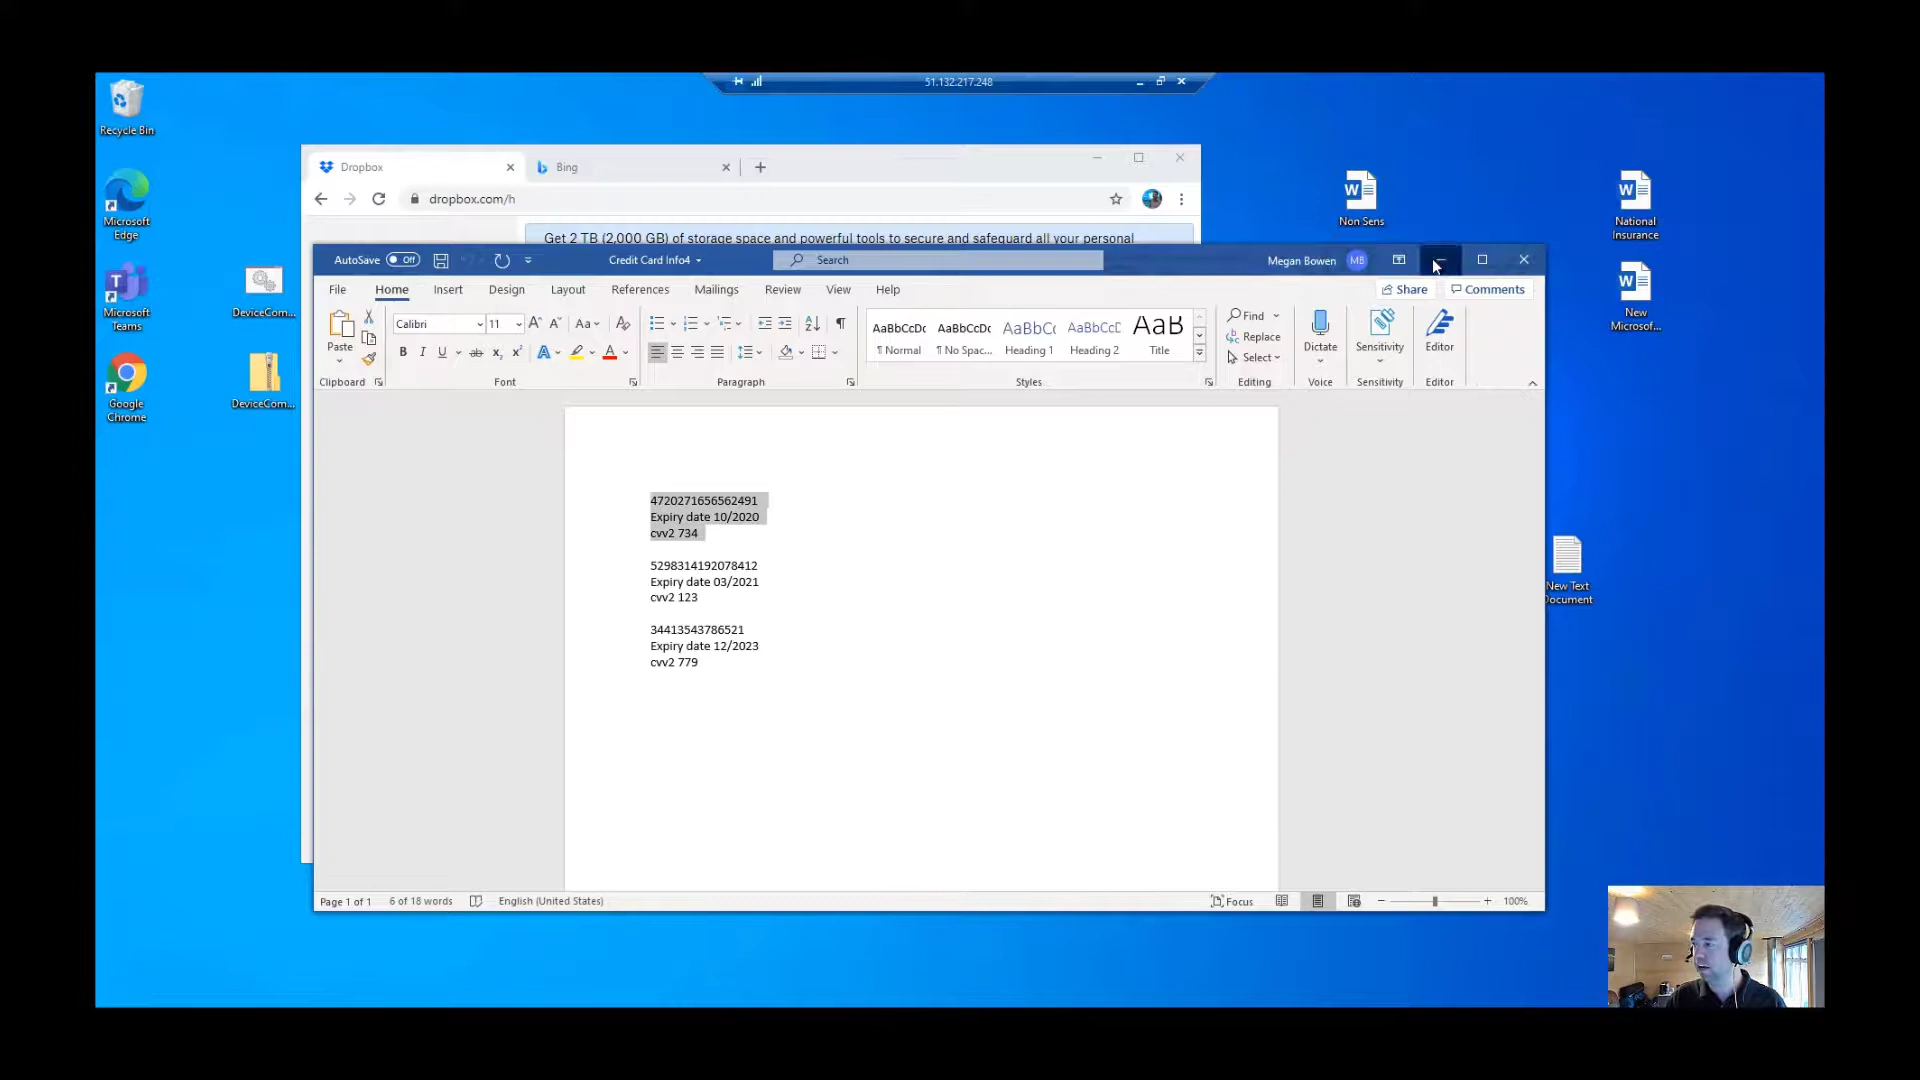 51.132.217.248
Recycle Bin
Dropbox
Bing
dropbox.com/h
Get 2 TB (2,000 GB) of storage space and powerful tools to secure and safeguard all your personal
Microsoft
Edge
Non Sens
National
Insurance
AutoSave Off
Credit Card Info4
Search
Megan Bowen
MB
File
Home
Insert
Design
Layout
References
Mailings
Review
View
Help
Share
Comments
Microsoft
Teams
DeviceCom...
New
Microsof...
Paste
Calibri
11
AaBbCcDc
AaBbCcDc
AaBbCc
AaBbCcD
AaB
¶ Normal
¶ No Spac...
Heading 1
Heading 2
Title
Find
Replace
Select
Dictate
Sensitivity
Editor
Clipboard
Font
Paragraph
Styles
Editing
Voice
Sensitivity
Editor
Google
Chrome
DeviceCom...
4720271656562491
Expiry date 10/2020
cvv2 734
5298314192078412
Expiry date 03/2021
cvv2 123
34413543786521
Expiry date 12/2023
cvv2 779
New Text
Document
Page 1 of 1
6 of 18 words
English (United States)
Focus
100%